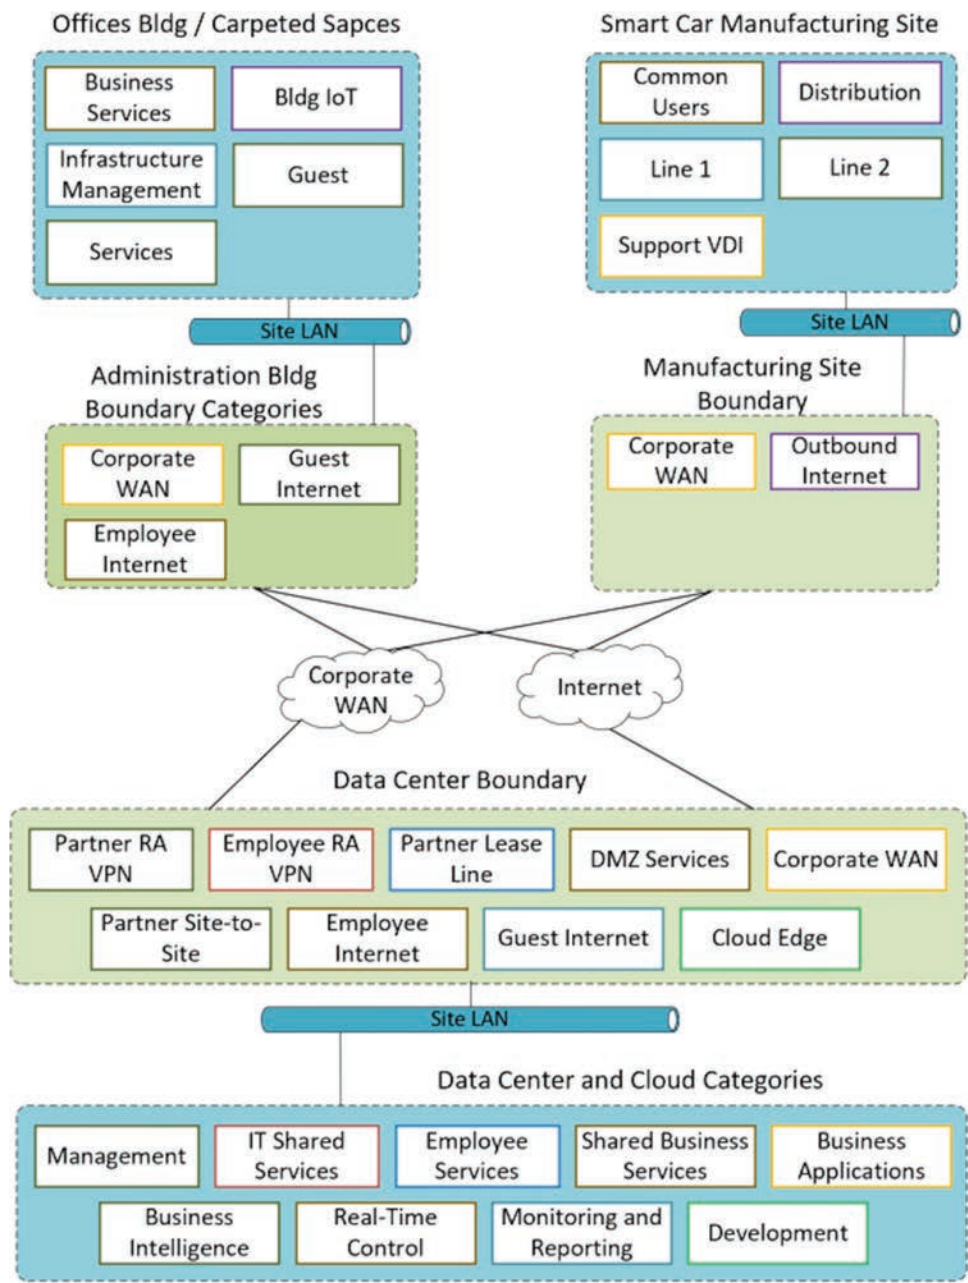 Offices Bldg / Carpeted Sapces
Business
Services
Bldg IoT
Infrastructure
Management
Guest
Services
Site LAN
Smart Car Manufacturing Site
Common
Users
Distribution
Line 1
Line 2
Support VDI
Site LAN
Administration Bldg
Boundary Categories
Corporate
WAN
Guest
Internet
Employee
Internet
Manufacturing Site
Boundary
Corporate
WAN
Outbound
Internet
Corporate
WAN
Internet
Data Center Boundary
Partner RA
VPN
Employee RA
VPN
Partner Lease
Line
DMZ Services
Corporate WAN
Partner Site-to-
Site
Employee
Internet
Guest Internet
Cloud Edge
Site LAN
Data Center and Cloud Categories
Management
IT Shared
Services
Employee
Services
Shared Business
Services
Business
Applications
Business
Intelligence
Real-Time
Control
Monitoring and
Reporting
Development